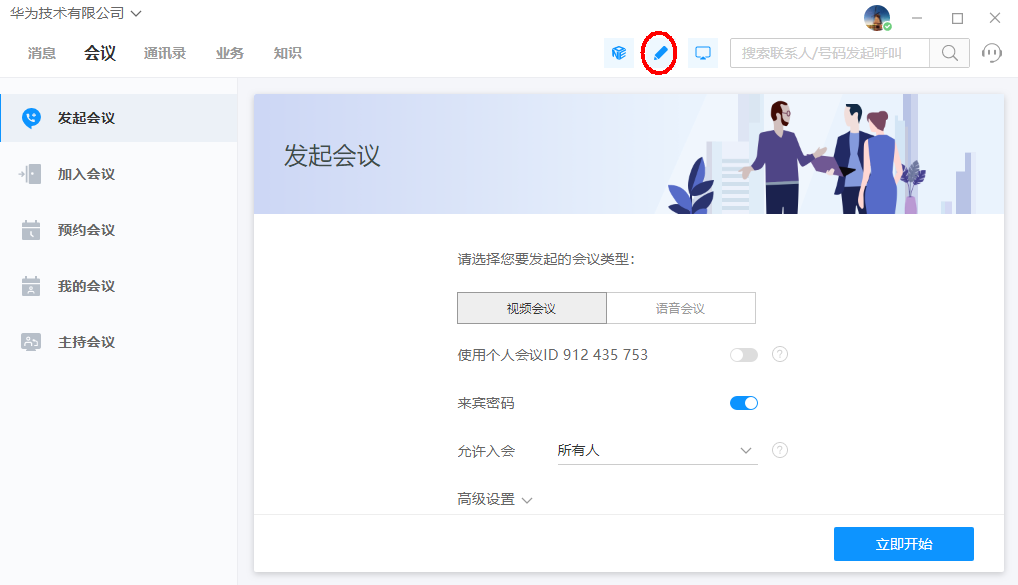 华为技术有限公司
消息 会议 通讯录 业务 知识
搜索联系人/号码发起呼叫
发起会议
加入会议
预约会议
我的会议
主持会议
发起会议
请选择您要发起的会议类型：
视频会议 语音会议
使用个人会议ID 912 435 753 ?
来宾密码
允许入会 所有人 ?
高级设置
立即开始